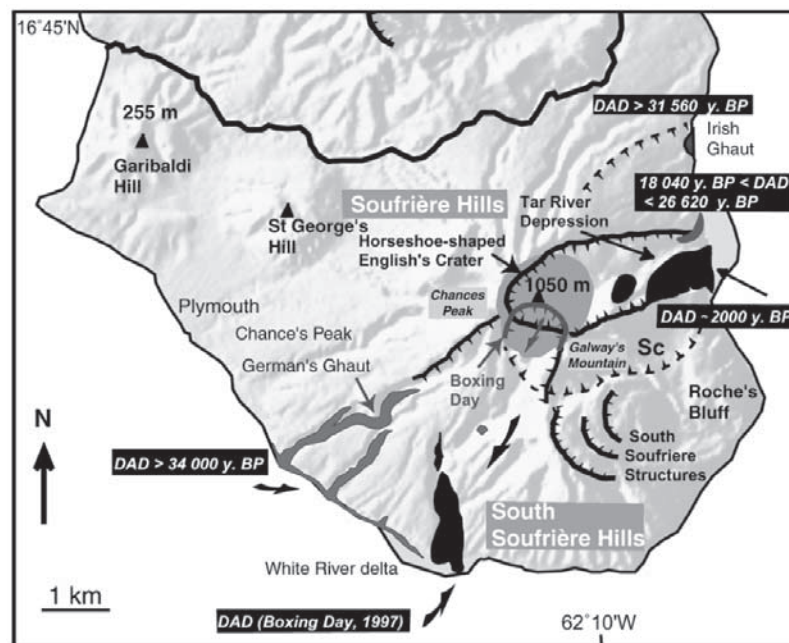 16°45'N
255 m
Garibaldi
Hill
St George's
Hill
Soufrière Hills
DAD > 31 560 y. BP
Irish
Ghaut
18 040 y. BP < DAD
< 26 620 y. BP
Tar River
Depression
Horseshoe-shaped
English's Crater
1050 m
Chances
Peak
Plymouth
Chance's Peak
German's Ghaut
DAD ~2000 y. BP
Galway's
Mountain
Sc
Boxing
Day
Roche's
Bluff
South
Soufriere
Structures
N
DAD > 34 000 y. BP
South
Soufrière Hills
White River delta
1 km
DAD (Boxing Day, 1997)
62°10'W